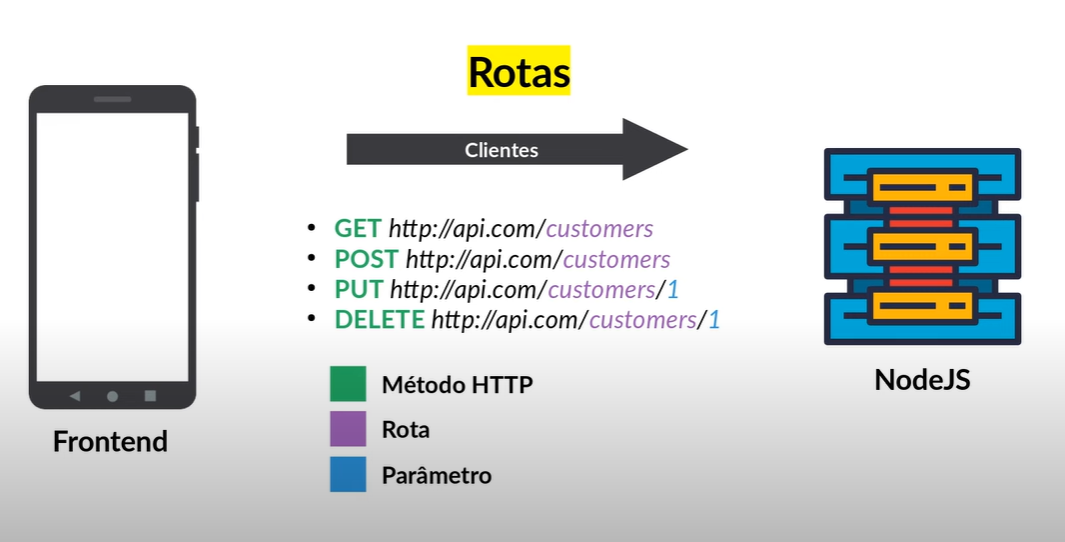 Rotas
Clientes
• GET http://api.com/customers
• POST http://api.com/customers
• PUT http://api.com/customers/1
• DELETE http://api.com/customers/1
Método HTTP
Rota
Parâmetro
Frontend
NodeJS